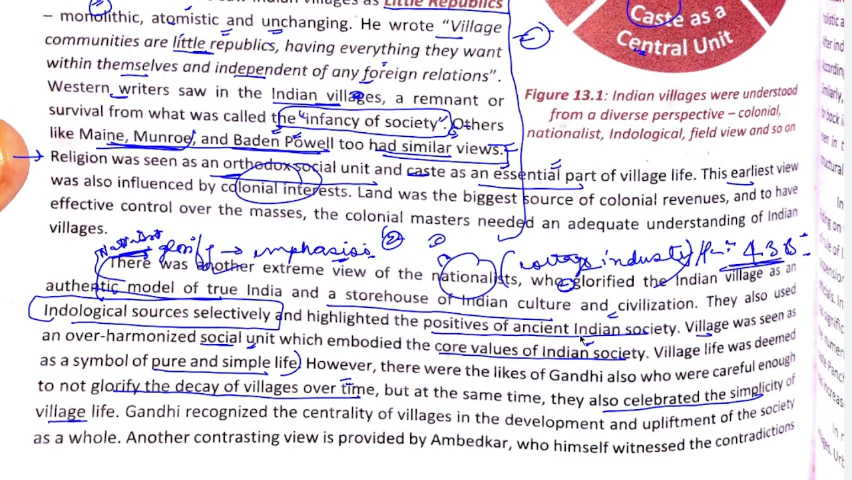 Indian villages as Little Republics
– monolithic, atomistic and unchanging. He wrote "Village
communities are little republics, having everything they want
within themselves and independent of any foreign relations".
Western writers saw in the Indian villages, a remnant or
survival from what was called the "infancy of society". Others
like Maine, Munroe, and Baden Powell too had similar views.
Religion was seen as an orthodox social unit and caste as an essential part of village life. This earliest view
was also influenced by colonial interests. Land was the biggest source of colonial revenues, and to have
effective control over the masses, the colonial masters needed an adequate understanding of Indian
villages.
Caste as a
Central Unit
Figure 13.1: Indian villages were understood
from a diverse perspective – colonial,
nationalist, Indological, field view and so on
→ emphasis (cottage industry) 43B
There was another extreme view of the nationalists, who glorified the Indian village as an
authentic model of true India and a storehouse of Indian culture and civilization. They also used
Indological sources selectively and highlighted the positives of ancient Indian society. Village was seen as
an over-harmonized social unit which embodied the core values of Indian society. Village life was deemed
as a symbol of pure and simple life. However, there were the likes of Gandhi also who were careful enough
to not glorify the decay of villages over time, but at the same time, they also celebrated the simplicity of
village life. Gandhi recognized the centrality of villages in the development and upliftment of the society
as a whole. Another contrasting view is provided by Ambedkar, who himself witnessed the contradictions